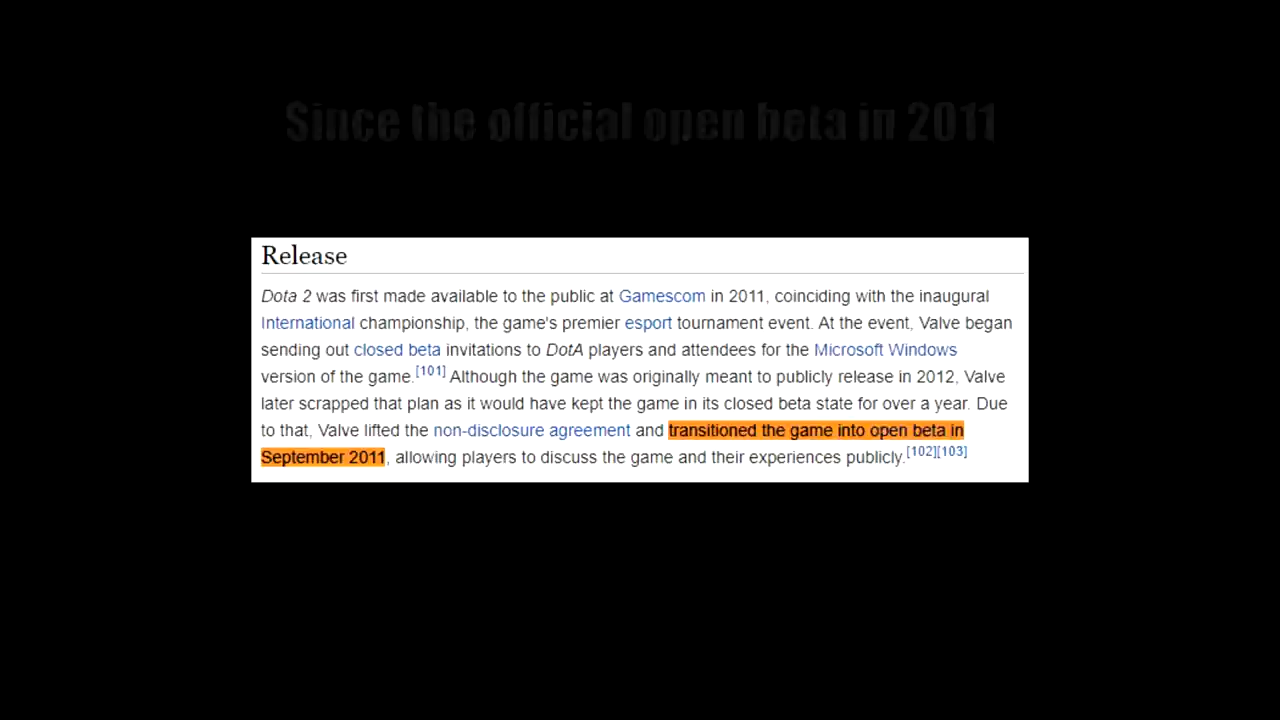 Since the official open beta in 2011
Release
Dota 2 was first made available to the public at Gamescom in 2011, coinciding with the inaugural
International championship, the game's premier esport tournament event. At the event, Valve began
sending out closed beta invitations to DotA players and attendees for the Microsoft Windows
version of the game.[101] Although the game was originally meant to publicly release in 2012, Valve
later scrapped that plan as it would have kept the game in its closed beta state for over a year. Due
to that, Valve lifted the non-disclosure agreement and transitioned the game into open beta in
September 2011, allowing players to discuss the game and their experiences publicly.[102][103]